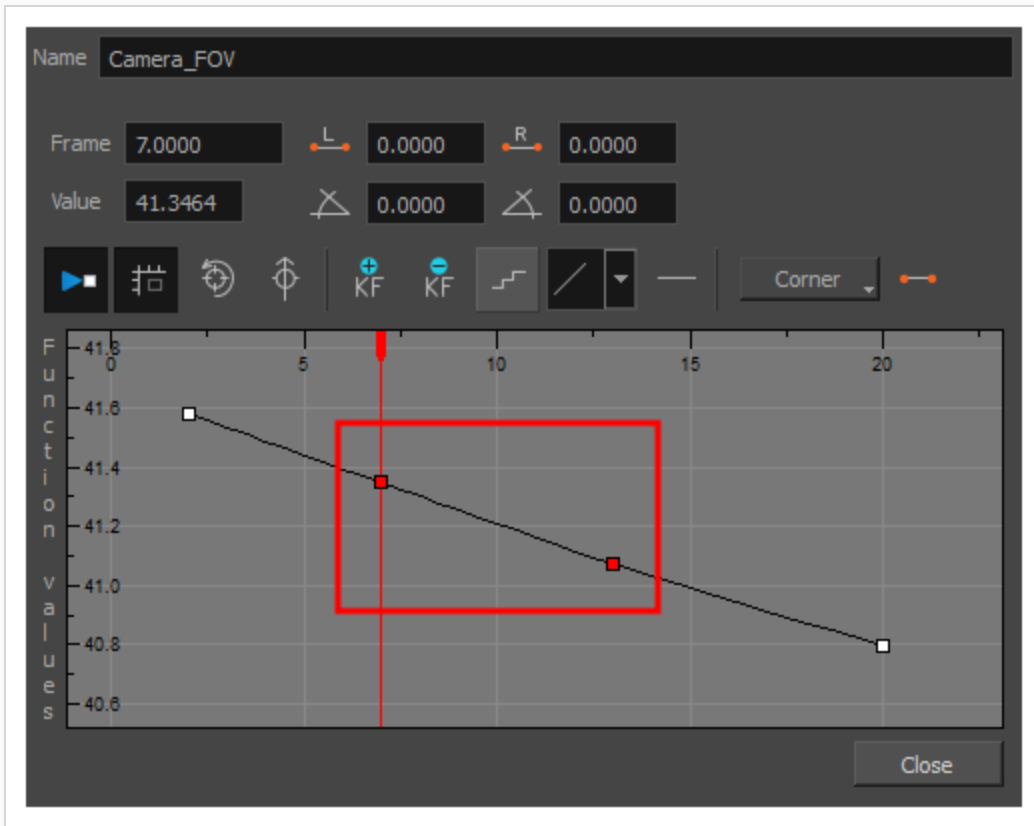 Name Camera_FOV
Frame 7.0000 L 0.0000 R 0.0000
Value 41.3464 0.0000 0.0000
KF KF Corner
Function values
41.8
0 5 10 15 20
41.6
41.4
41.2
41.0
40.8
40.6
Close